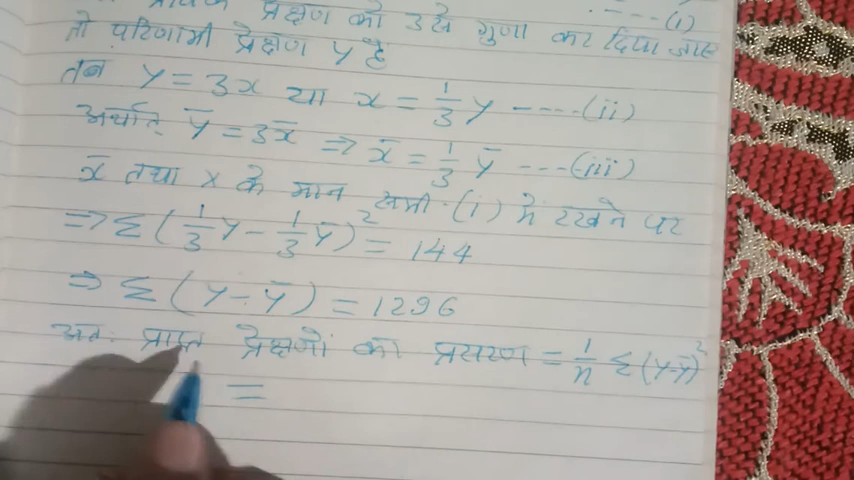 प्रेक्षण को 3 से गुणा कर दिया जाए -----(i)
तो परिणामी प्रेक्षण y है
तब y = 3x या x = 1/3 y ----(ii)
अर्थात् ȳ = 3x̄ ⇒ x̄ = 1/3 ȳ ---(iii)
x̄ तथा x के मान समी.(i) में रखने पर
⇒ Σ(1/3 y - 1/3 ȳ)² = 144
⇒ Σ(y - ȳ) = 1296
अतः प्राप्त प्रेक्षणों का प्रसरण = 1/n Σ(y-ȳ)²
=